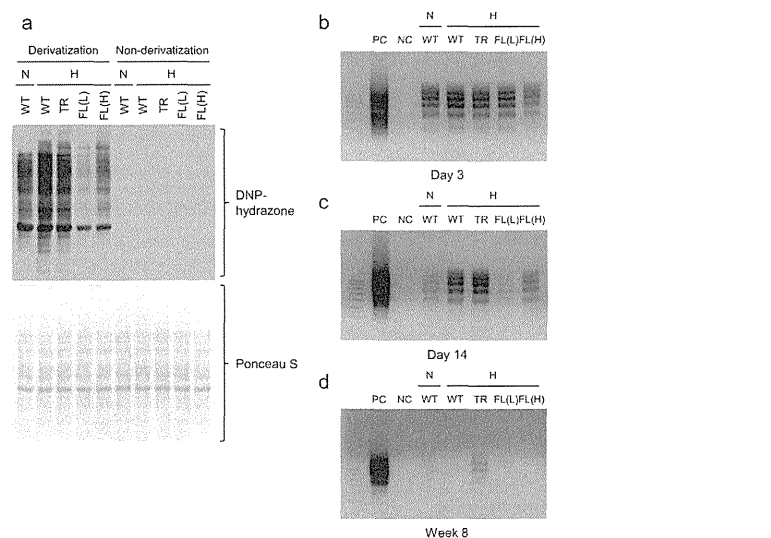 a
Derivatization Non-derivatization
N H N H
WT WT TR FL(L) FL(H) WT WT TR FL(L) FL(H)
DNP-
hydrazone
Ponceau S
b
N H
PC NC WT WT TR FL(L) FL(H)
Day 3
c
N H
PC NC WT WT TR FL(L) FL(H)
Day 14
d
N H
PC NC WT WT TR FL(L) FL(H)
Week 8